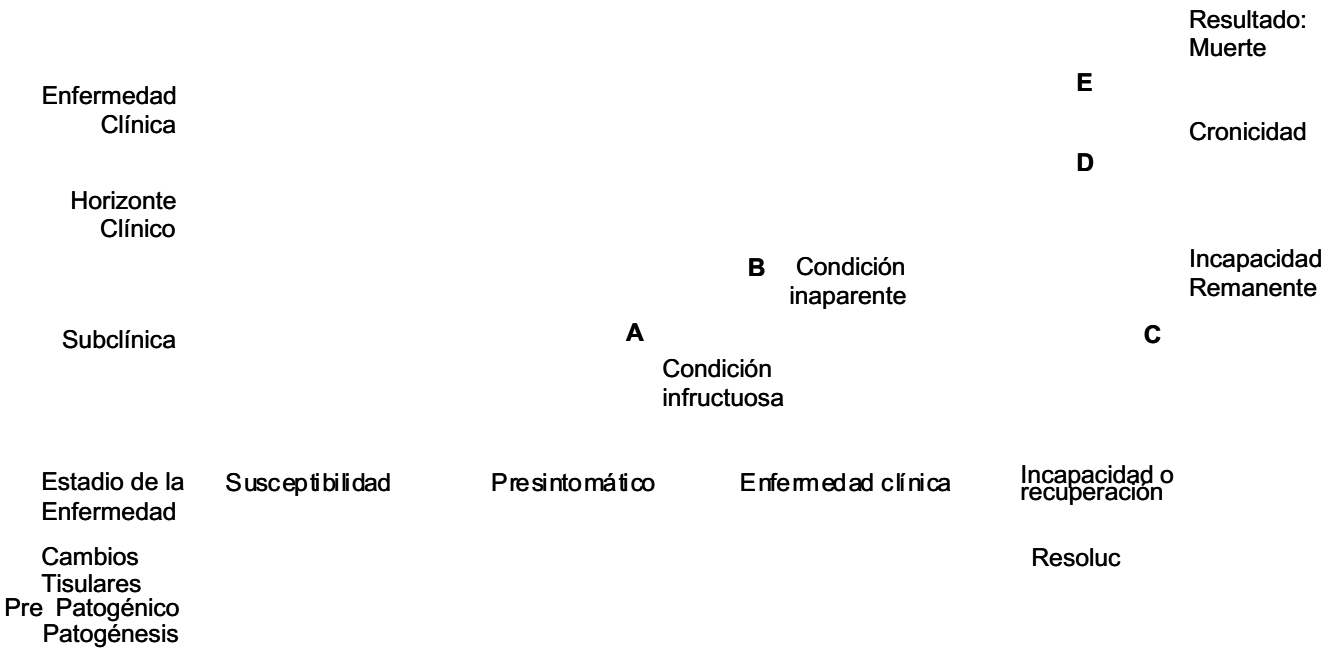 Resultado:
Muerte
E
Enfermedad
Clínica
Cronicidad
D
Horizonte
Clínico
B
Condición
inaparente
Incapacidad
Remanente
Subclínica
A
C
Condición
infructuosa
Estadio de la
Enfermedad
Susceptibilidad
Presintomático
Enfermedad clínica
Incapacidad o
recuperación
Cambios
Tisulares
Resoluc
Pre Patogénico
Patogénesis